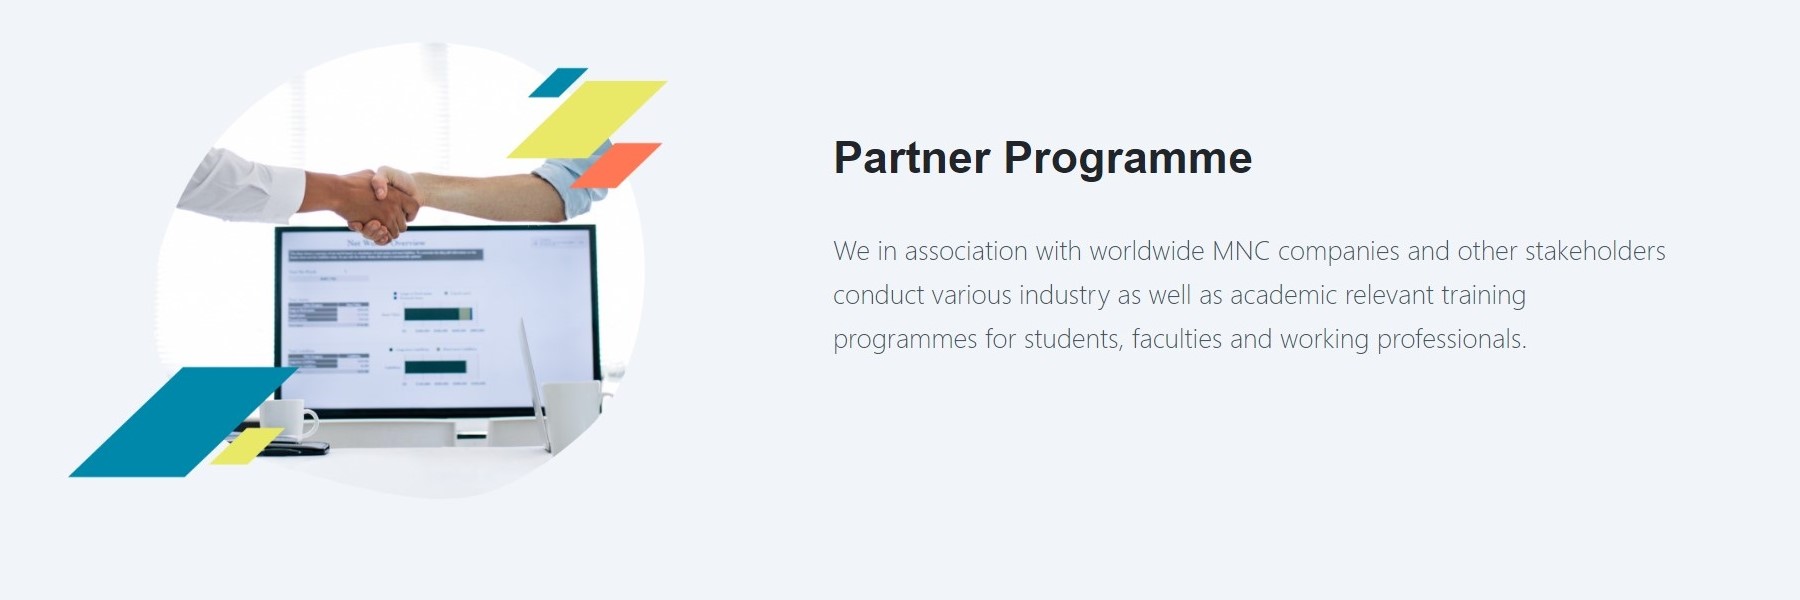 Partner Programme
We in association with worldwide MNC companies and other stakeholders
conduct various industry as well as academic relevant training
programmes for students, faculties and working professionals.